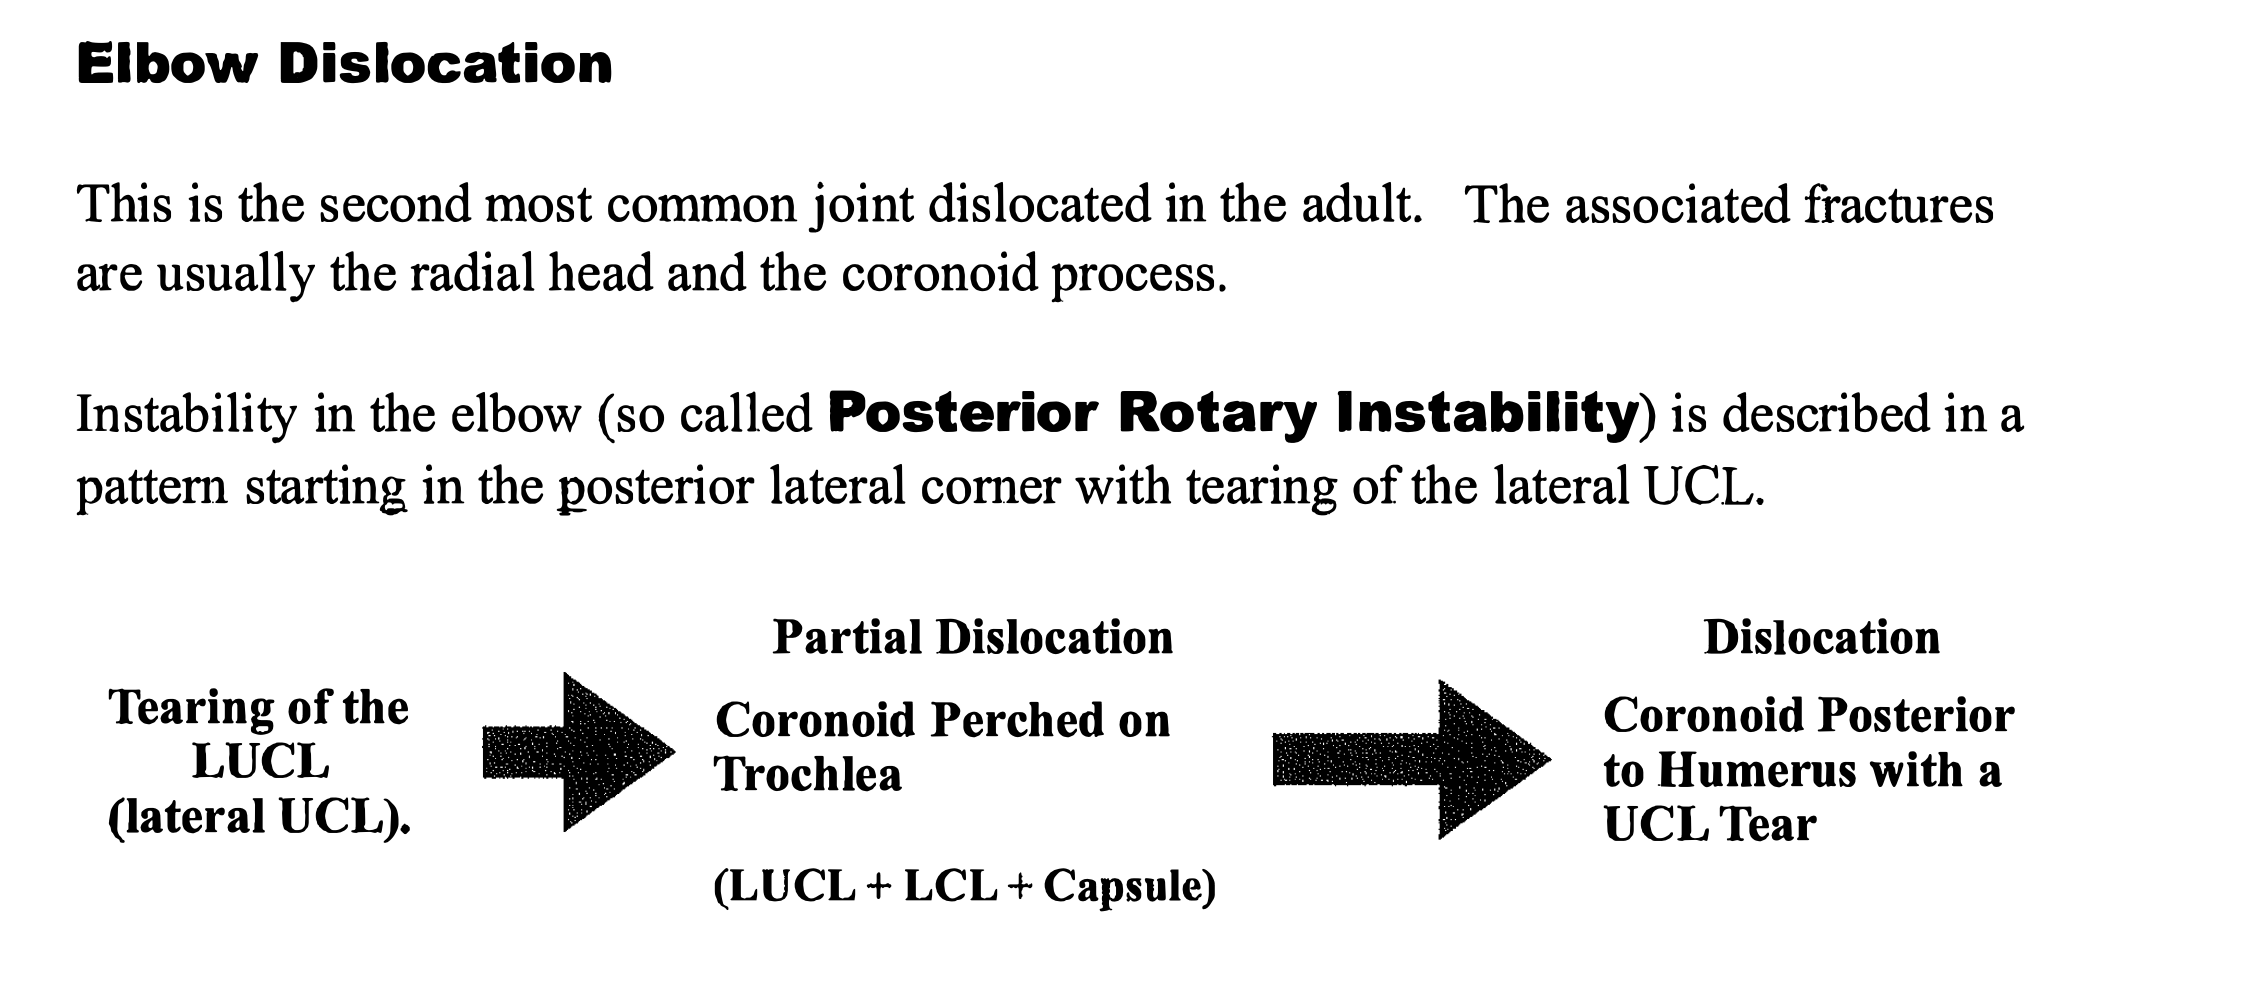 Elbow Dislocation
This is the second most common joint dislocated in the adult. The associated fractures
are usually the radial head and the coronoid process.
Instability in the elbow (so called Posterior Rotary Instability) is described in a
pattern starting in the posterior lateral corner with tearing of the lateral UCL.
Tearing of the
LUCL
(lateral UCL).
Partial Dislocation
Coronoid Perched on
Trochlea
(LUCL + LCL + Capsule)
Dislocation
Coronoid Posterior
to Humerus with a
UCL Tear